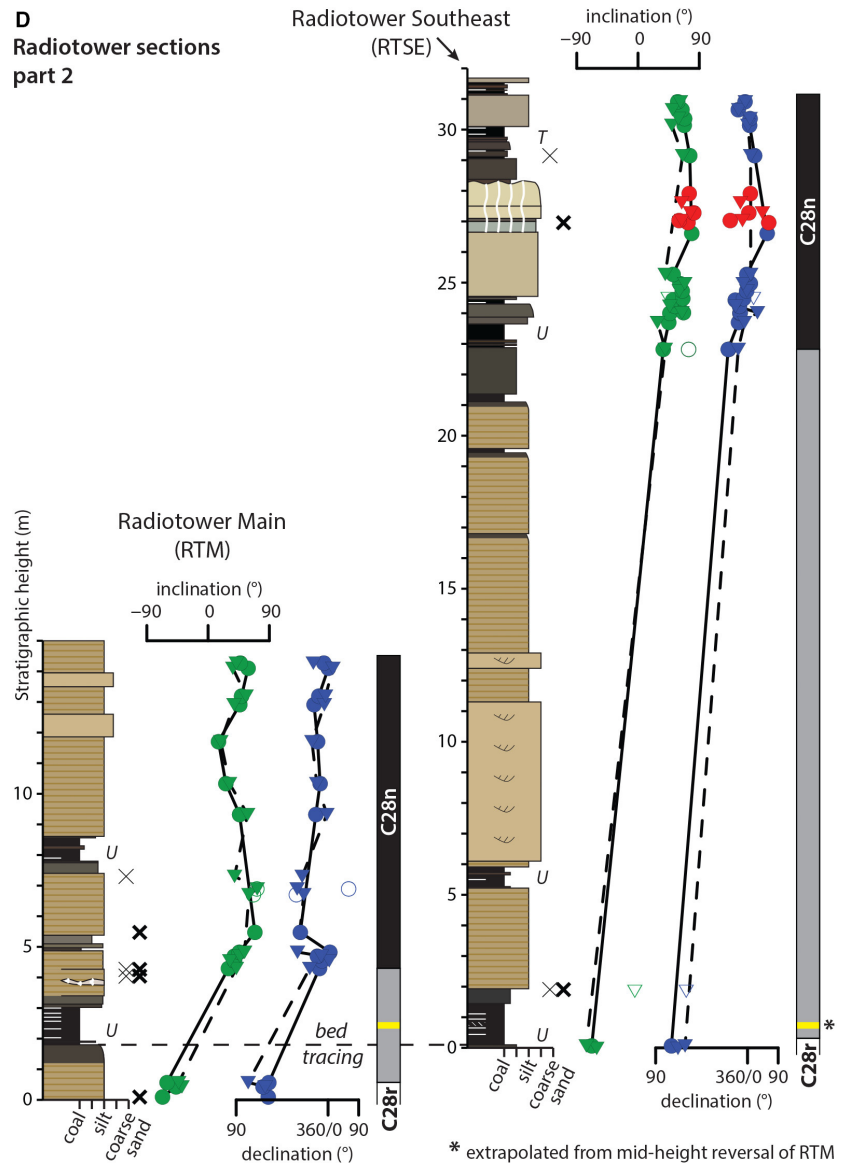 D
Radiotower sections
part 2
Radiotower Southeast
(RTSE)
inclination (°)
−90 0 90
30
25
20
15
10
5
0
T
U
U
U
C28n
C28r
*
coal
silt
coarse
sand
90 360/0 90
declination (°)
Radiotower Main
(RTM)
inclination (°)
−90 0 90
Stratigraphic height (m)
10
5
0
U
U
bed
tracing
C28n
C28r
coal
silt
coarse
sand
90 360/0 90
declination (°)
* extrapolated from mid-height reversal of RTM